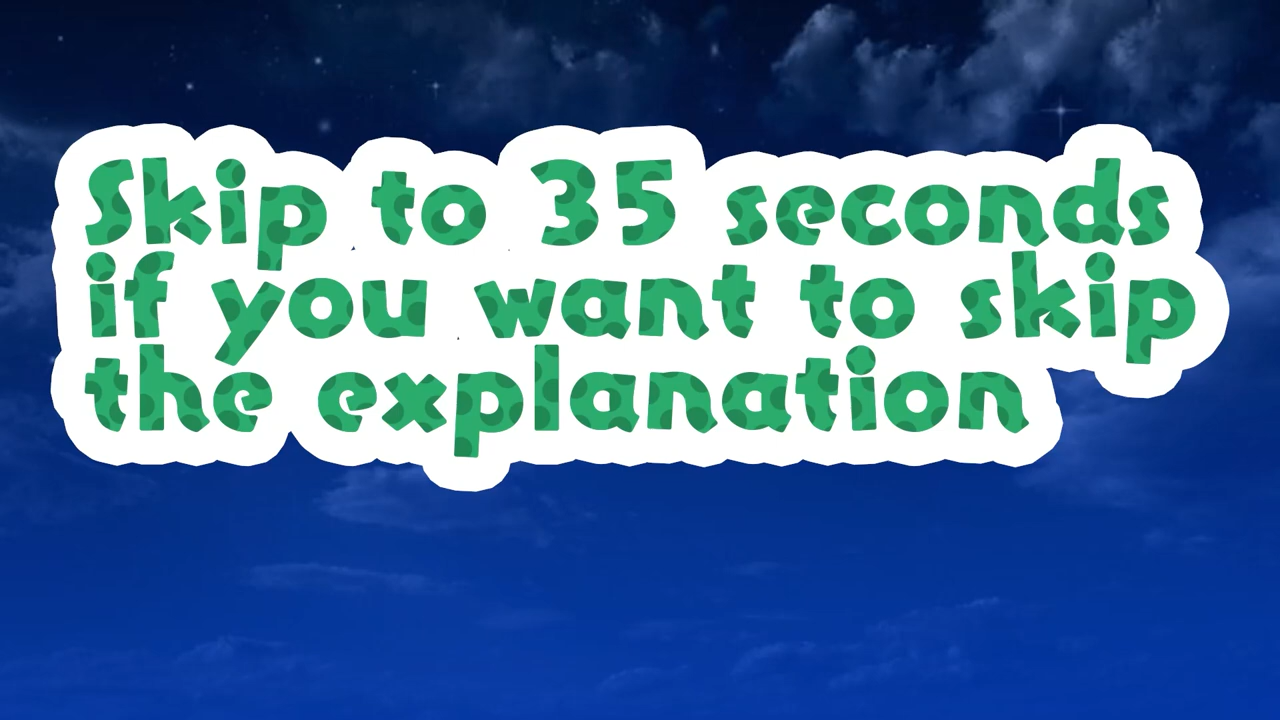 Skip to 35 seconds
if you want to skip
the explanation